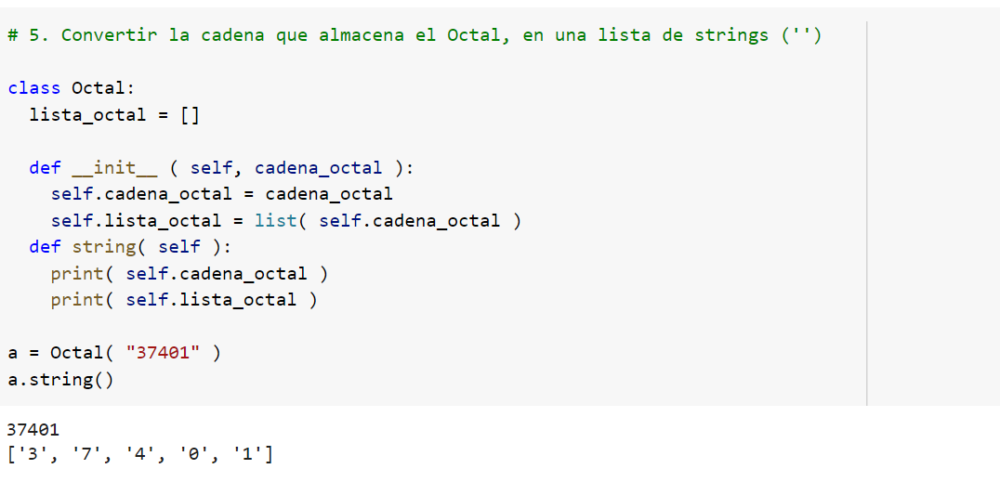 # 5. Convertir la cadena que almacena el Octal, en una lista de strings ('')
class Octal:
  lista_octal = []
  def __init__ ( self, cadena_octal ):
    self.cadena_octal = cadena_octal
    self.lista_octal = list( self.cadena_octal )
  def string( self ):
    print( self.cadena_octal )
    print( self.lista_octal )
a = Octal( "37401" )
a.string()
37401
['3', '7', '4', '0', '1']